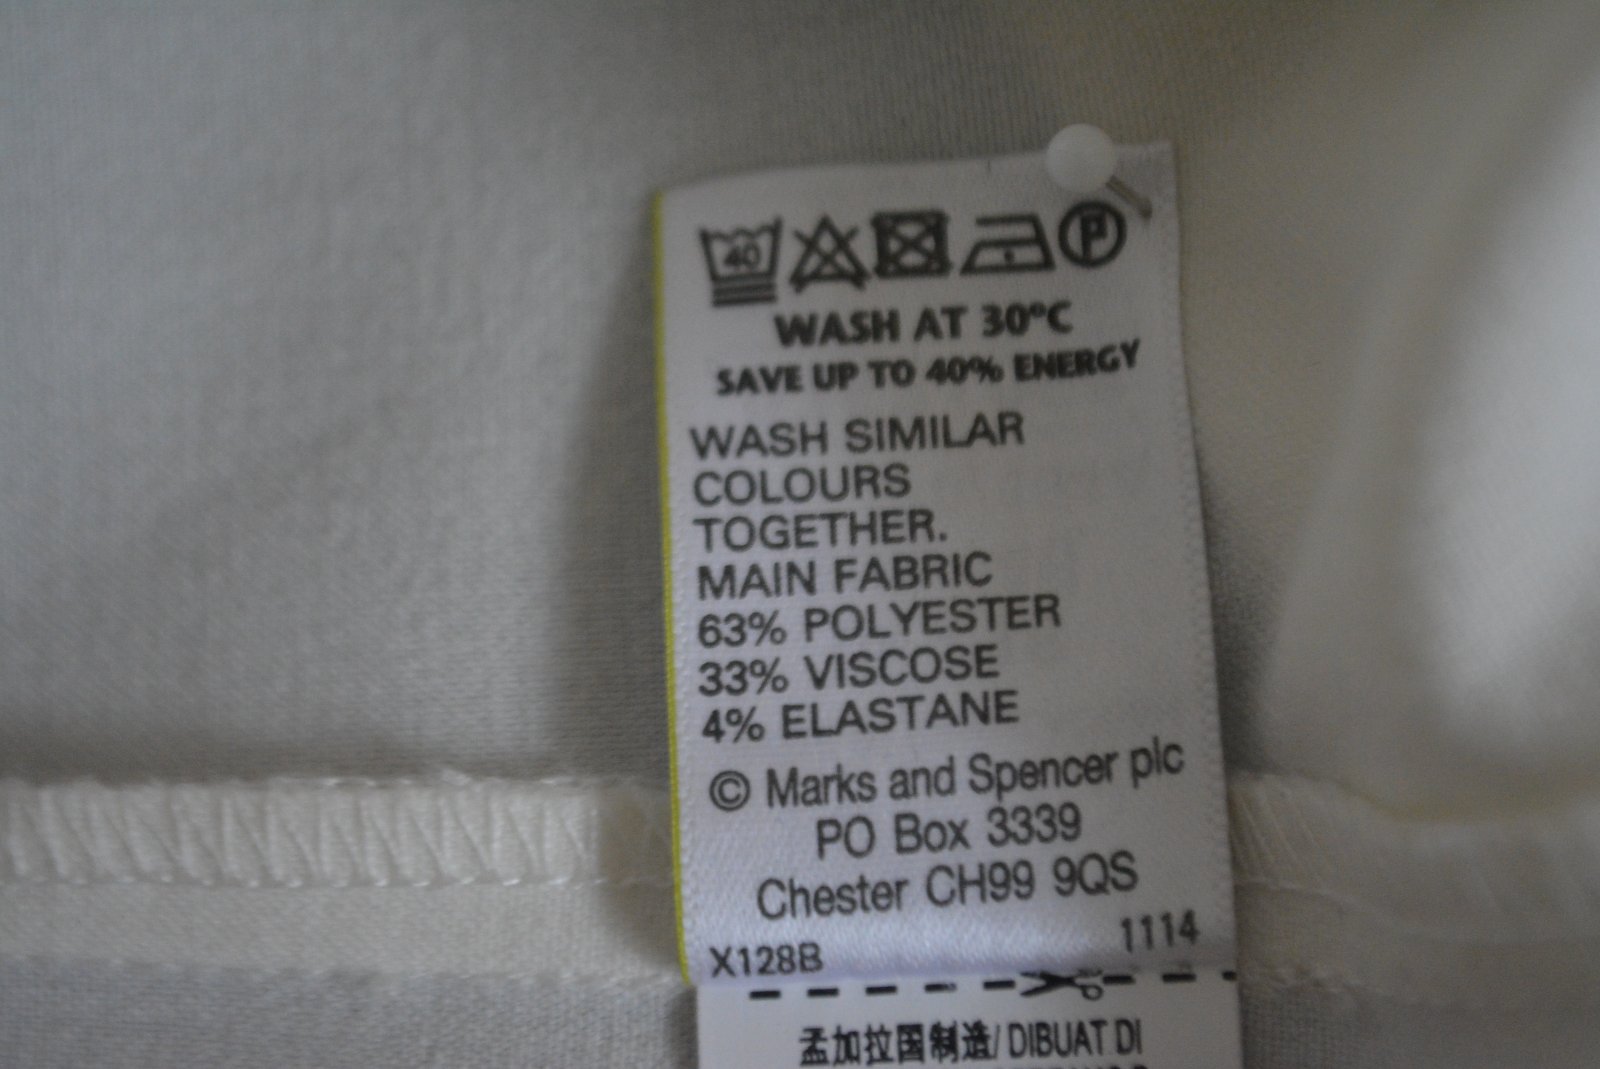 40 P
WASH AT 30°C
SAVE UP TO 40% ENERGY
WASH SIMILAR
COLOURS
TOGETHER.
MAIN FABRIC
63% POLYESTER
33% VISCOSE
4% ELASTANE
© Marks and Spencer plc
PO Box 3339
Chester CH99 9QS
X128B 1114
孟加拉国制造/ DIBUAT DI